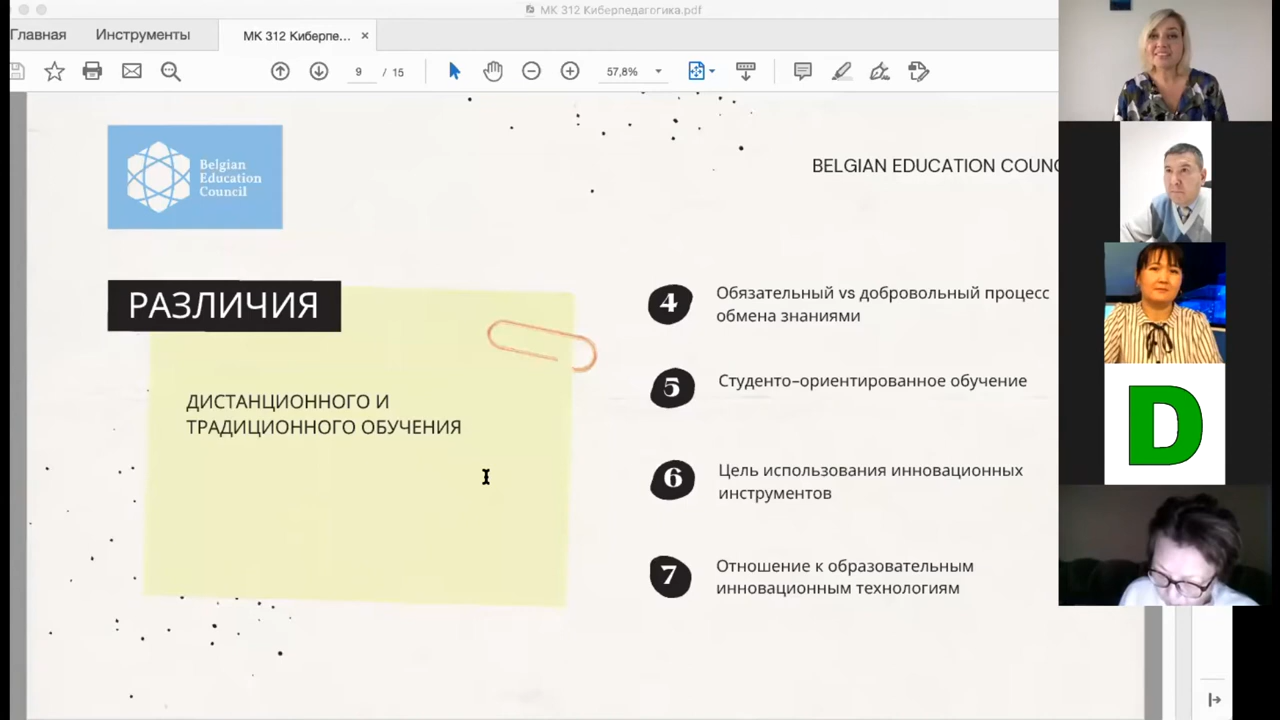 МК 312 Киберпедагогика.pdf
Главная
Инструменты
МК 312 Киберпе...
9 / 15
57,8%
Belgian
Education
Council
BELGIAN EDUCATION COUNC
РАЗЛИЧИЯ
ДИСТАНЦИОННОГО И
ТРАДИЦИОННОГО ОБУЧЕНИЯ
4
Обязательный vs добровольный процесс
обмена знаниями
5
Студенто-ориентированное обучение
6
Цель использования инновационных
инструментов
7
Отношение к образовательным
инновационным технологиям
D